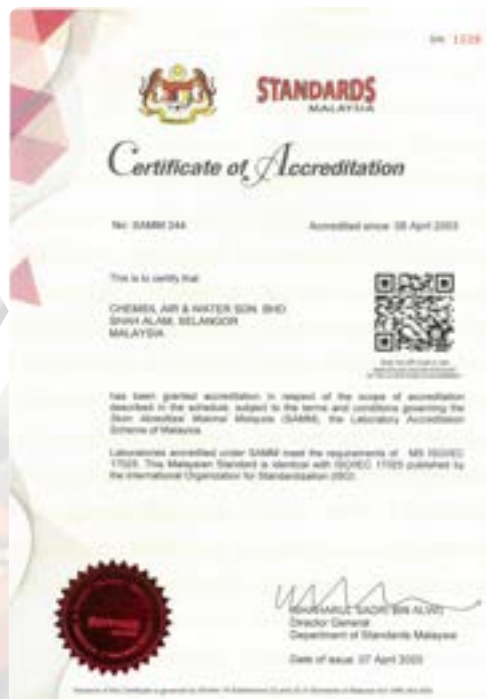 STANDARDS
MALAYSIA
Certificate of Accreditation
No: SAMM 244
Accredited since: 08 April 2003
This is to certify that
CHEMSIL AIR & WATER SDN. BHD.
SHAH ALAM, SELANGOR
MALAYSIA
has been granted accreditation in respect of the scope of accreditation
described in the schedule, subject to the terms and conditions governing the
Skim Akreditasi Makmal Malaysia (SAMM), the Laboratory Accreditation
Scheme of Malaysia.
Laboratories accredited under SAMM meet the requirements of MS ISO/IEC
17025. This Malaysian Standard is identical with ISO/IEC 17025 published by
the International Organization for Standardization (ISO).
Director General
Department of Standards Malaysia
Date of issue: 07 April